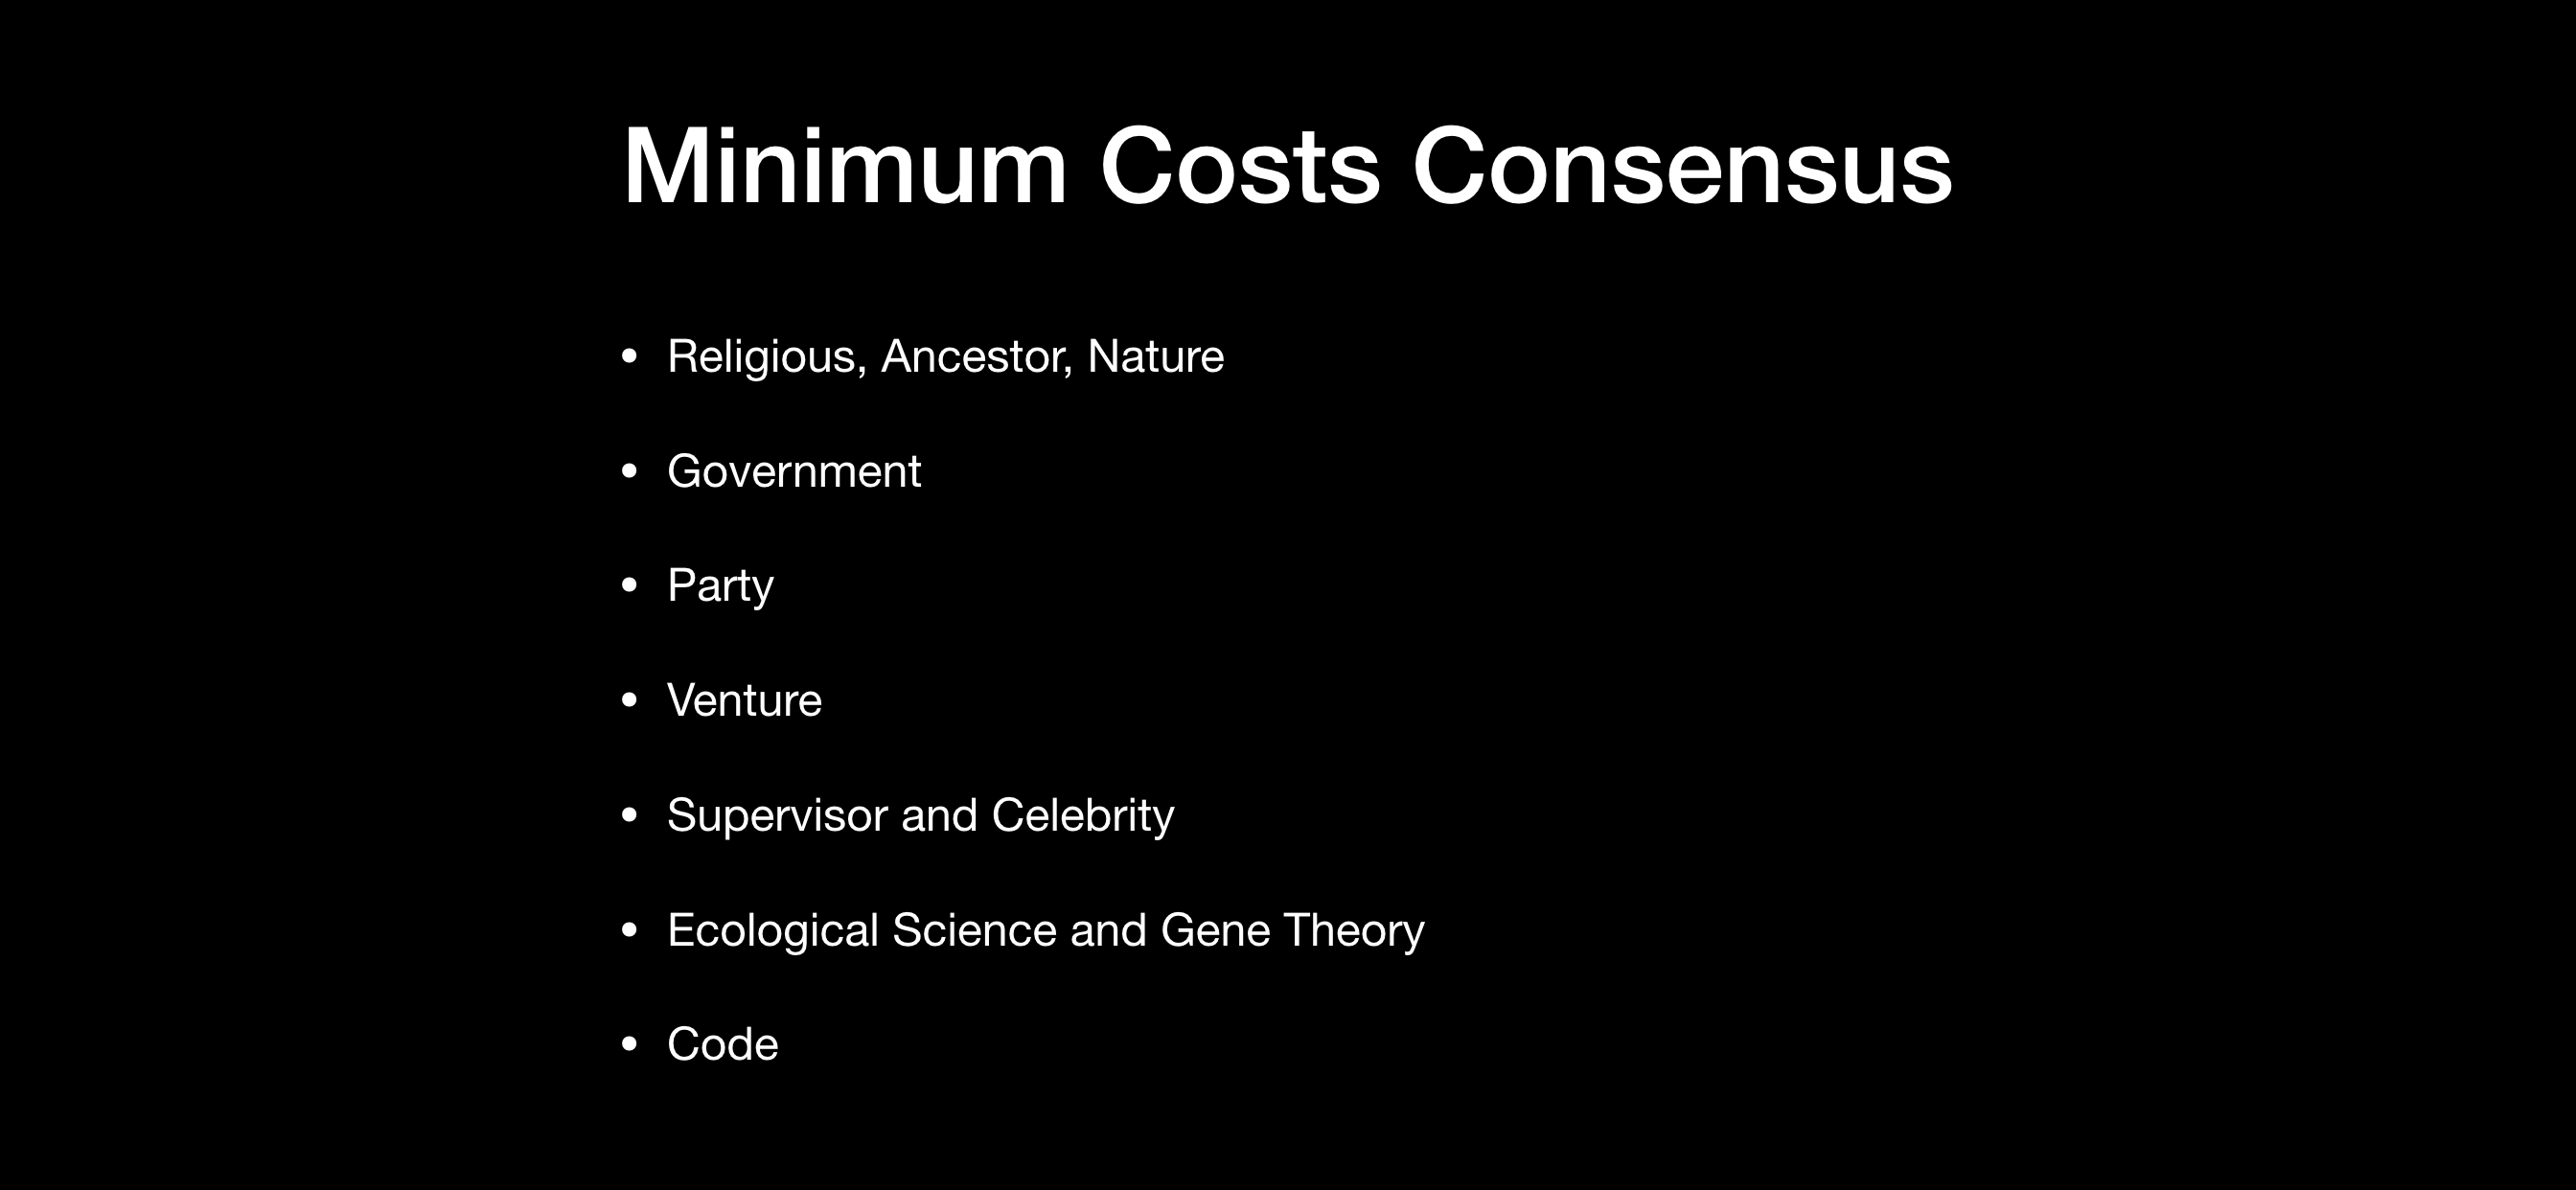 Minimum Costs Consensus
• Religious, Ancestor, Nature
• Government
• Party
• Venture
• Supervisor and Celebrity
• Ecological Science and Gene Theory
• Code